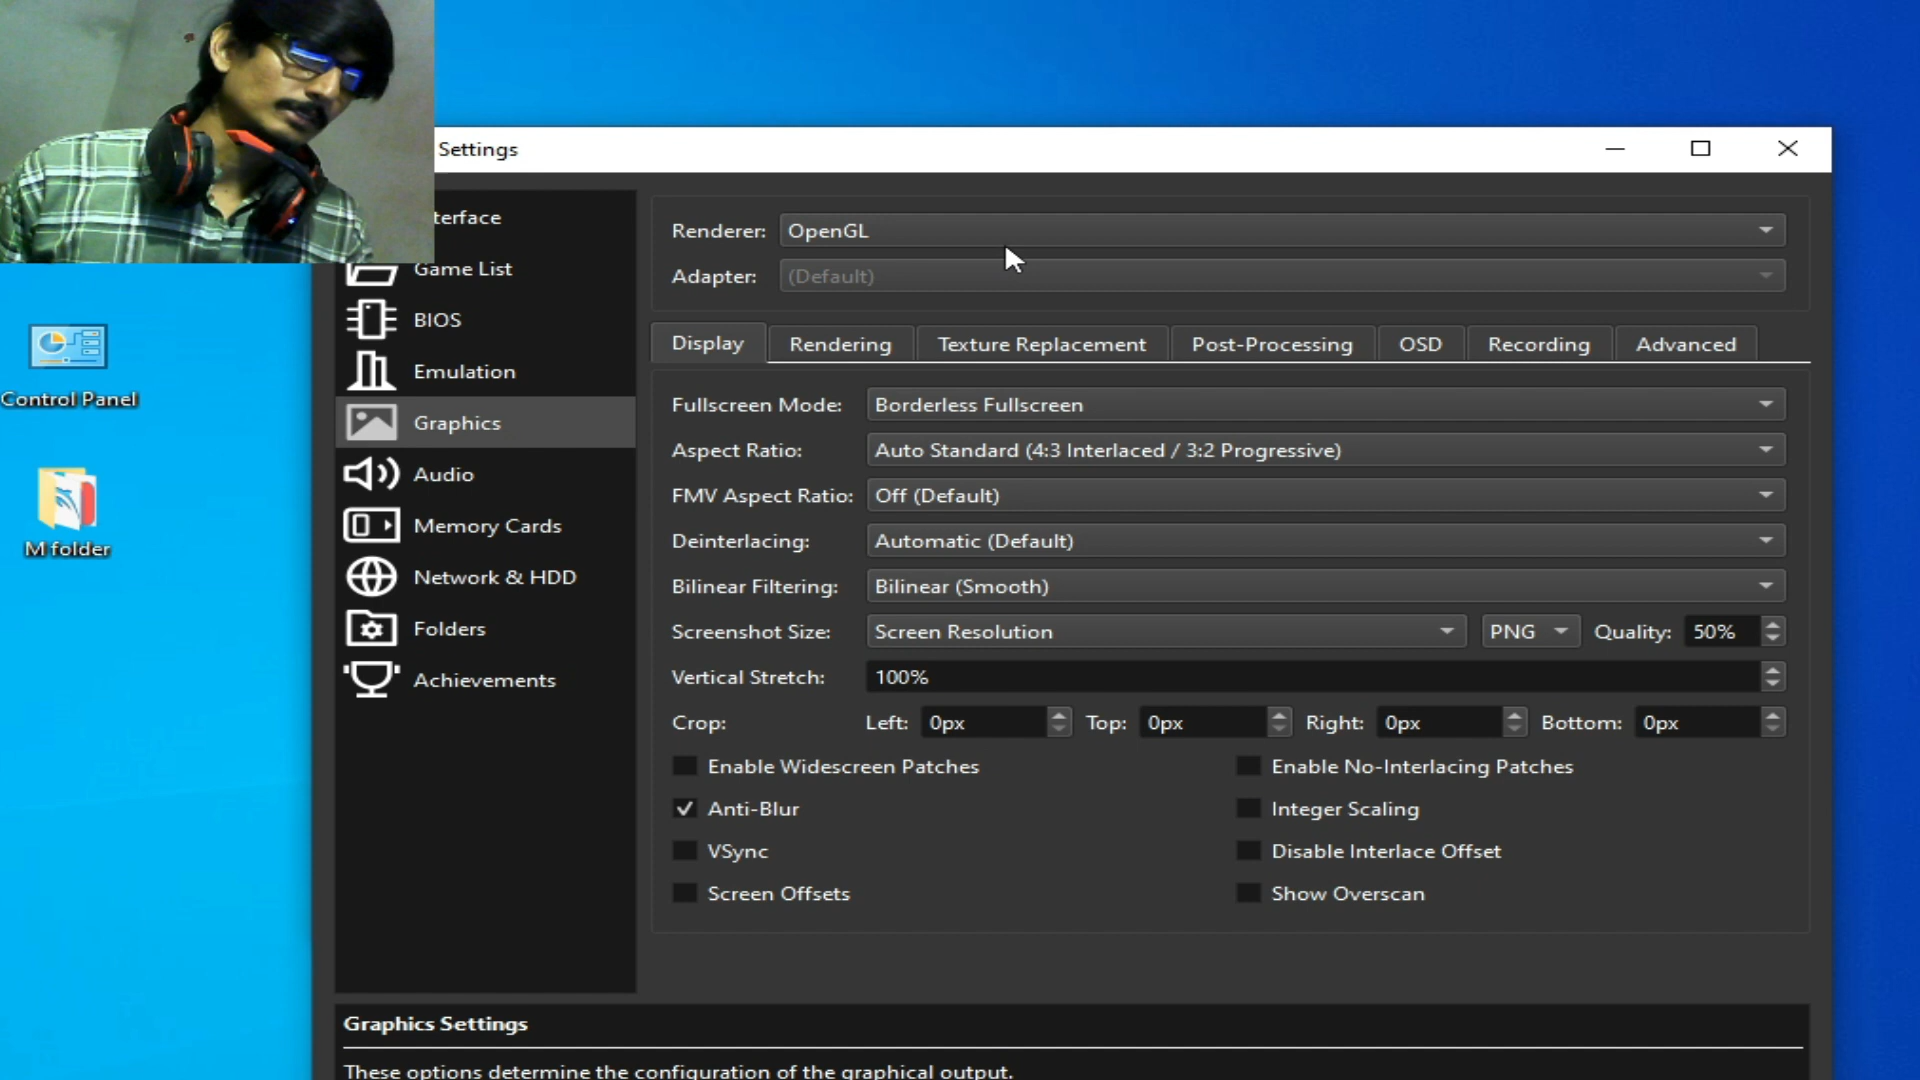 Settings
terface
Game List
BIOS
Emulation
Graphics
Audio
Memory Cards
Network & HDD
Folders
Achievements
Control Panel
M folder
Renderer: OpenGL
Adapter: (Default)
Display Rendering Texture Replacement Post-Processing OSD Recording Advanced
Fullscreen Mode: Borderless Fullscreen
Aspect Ratio: Auto Standard (4:3 Interlaced / 3:2 Progressive)
FMV Aspect Ratio: Off (Default)
Deinterlacing: Automatic (Default)
Bilinear Filtering: Bilinear (Smooth)
Screenshot Size: Screen Resolution PNG Quality: 50%
Vertical Stretch: 100%
Crop: Left: 0px Top: 0px Right: 0px Bottom: 0px
Enable Widescreen Patches Enable No-Interlacing Patches
Anti-Blur Integer Scaling
VSync Disable Interlace Offset
Screen Offsets Show Overscan
Graphics Settings
These options determine the configuration of the graphical output.